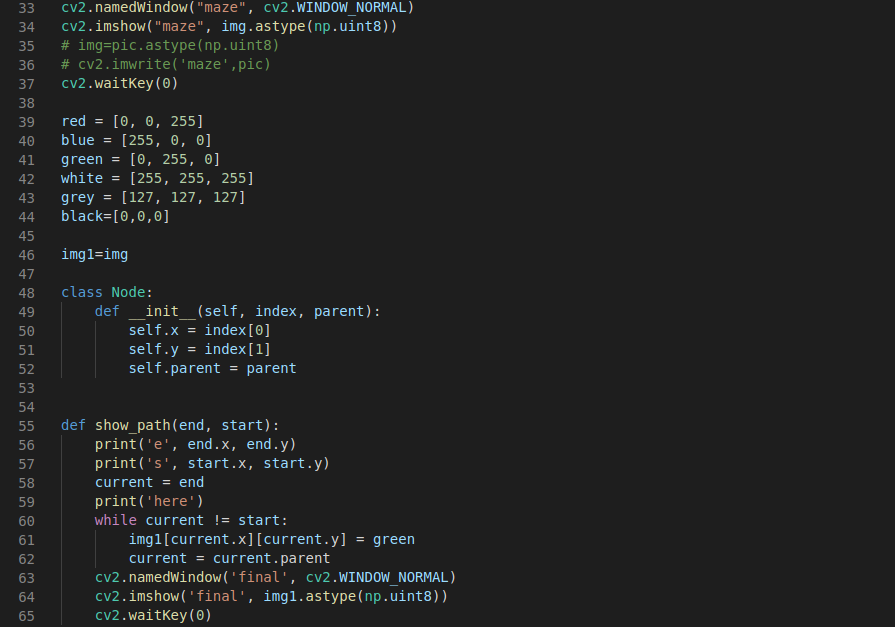 33 cv2.namedWindow("maze", cv2.WINDOW_NORMAL)
34 cv2.imshow("maze", img.astype(np.uint8))
35 # img=pic.astype(np.uint8)
36 # cv2.imwrite('maze',pic)
37 cv2.waitKey(0)
38
39 red = [0, 0, 255]
40 blue = [255, 0, 0]
41 green = [0, 255, 0]
42 white = [255, 255, 255]
43 grey = [127, 127, 127]
44 black=[0,0,0]
45
46 img1=img
47
48 class Node:
49     def __init__(self, index, parent):
50         self.x = index[0]
51         self.y = index[1]
52         self.parent = parent
53
54
55 def show_path(end, start):
56     print('e', end.x, end.y)
57     print('s', start.x, start.y)
58     current = end
59     print('here')
60     while current != start:
61         img1[current.x][current.y] = green
62         current = current.parent
63     cv2.namedWindow('final', cv2.WINDOW_NORMAL)
64     cv2.imshow('final', img1.astype(np.uint8))
65     cv2.waitKey(0)